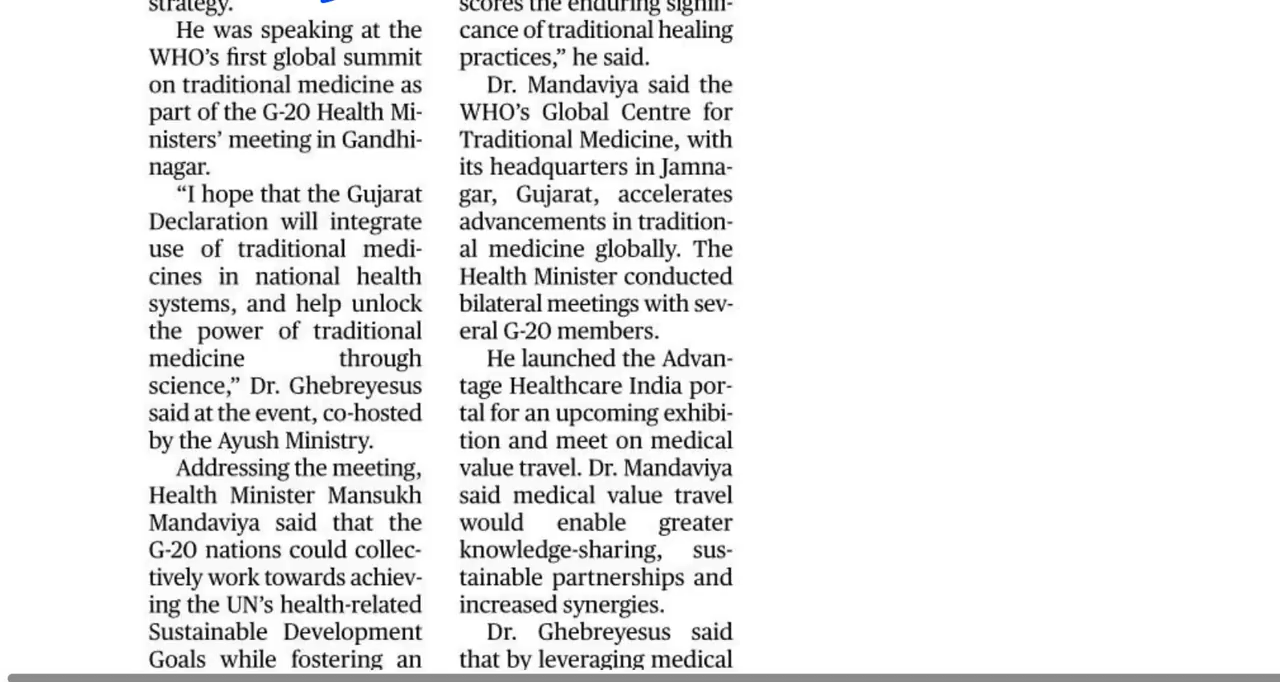 strategy.
He was speaking at the
WHO’s first global summit
on traditional medicine as
part of the G-20 Health Mi-
nisters’ meeting in Gandhi-
nagar.
“I hope that the Gujarat
Declaration will integrate
use of traditional medi-
cines in national health
systems, and help unlock
the power of traditional
medicine through
science,” Dr. Ghebreyesus
said at the event, co-hosted
by the Ayush Ministry.
Addressing the meeting,
Health Minister Mansukh
Mandaviya said that the
G-20 nations could collec-
tively work towards achiev-
ing the UN’s health-related
Sustainable Development
Goals while fostering an
scores the enduring signifi-
cance of traditional healing
practices,” he said.
Dr. Mandaviya said the
WHO’s Global Centre for
Traditional Medicine, with
its headquarters in Jamna-
gar, Gujarat, accelerates
advancements in tradition-
al medicine globally. The
Health Minister conducted
bilateral meetings with sev-
eral G-20 members.
He launched the Advan-
tage Healthcare India por-
tal for an upcoming exhibi-
tion and meet on medical
value travel. Dr. Mandaviya
said medical value travel
would enable greater
knowledge-sharing, sus-
tainable partnerships and
increased synergies.
Dr. Ghebreyesus said
that by leveraging medical